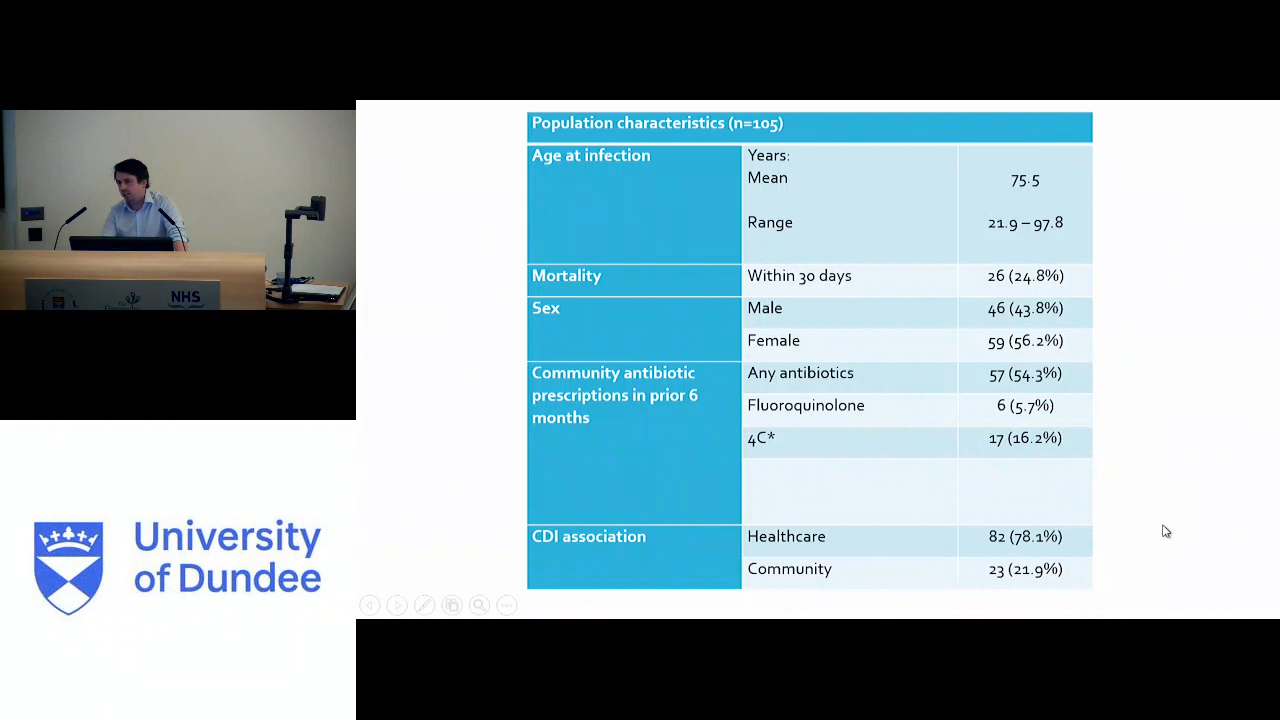 Population characteristics (n=105)
Age at infection
Years:
Mean
75.5
Range
21.9 – 97.8
Mortality
Within 30 days
26 (24.8%)
Sex
Male
46 (43.8%)
Female
59 (56.2%)
Community antibiotic
prescriptions in prior 6
months
Any antibiotics
57 (54.3%)
Fluoroquinolone
6 (5.7%)
4C*
17 (16.2%)
CDI association
Healthcare
82 (78.1%)
Community
23 (21.9%)
NHS
University
of Dundee